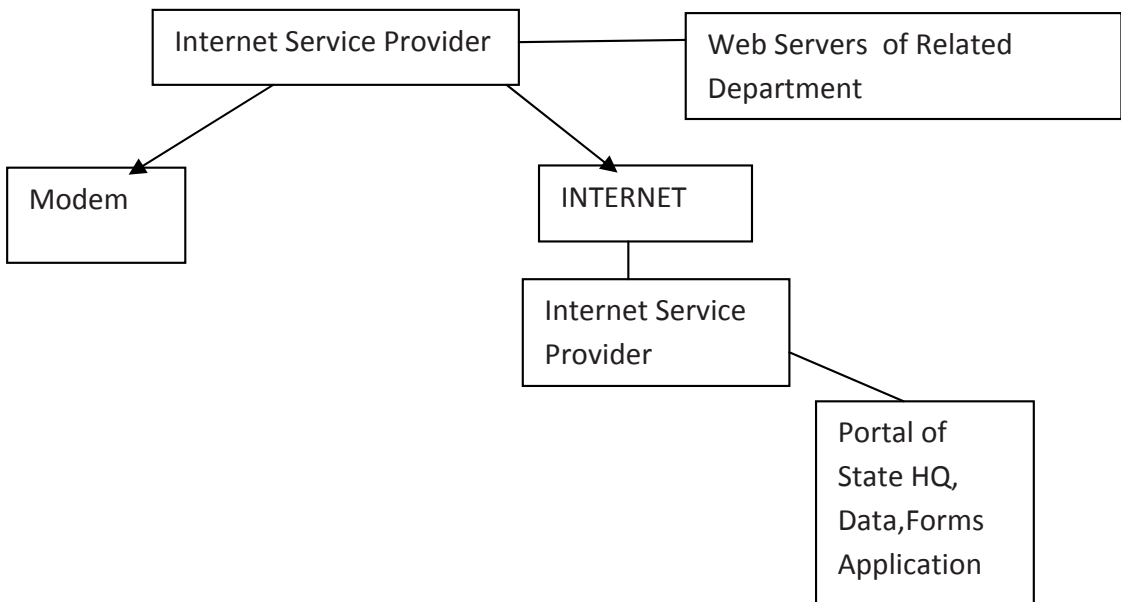 Internet Service Provider
Web Servers of Related
Department
Modem
INTERNET
Internet Service
Provider
Portal of
State HQ,
Data,Forms
Application